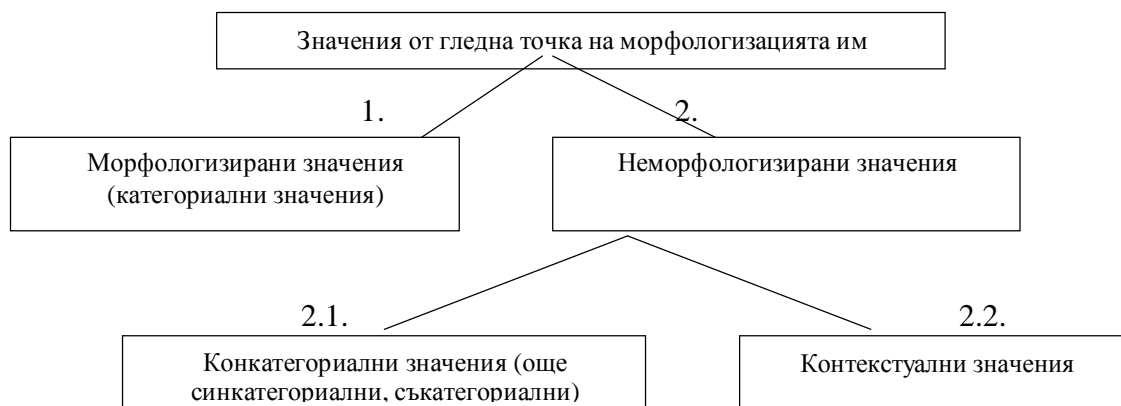 Значения от гледна точка на морфологизацията им
1.
2.
Морфологизирани значения
(категориални значения)
Неморфологизирани значения
2.1.
2.2.
Конкатегориални значения (още
синкатегориални, съкатегориални)
Контекстуални значения